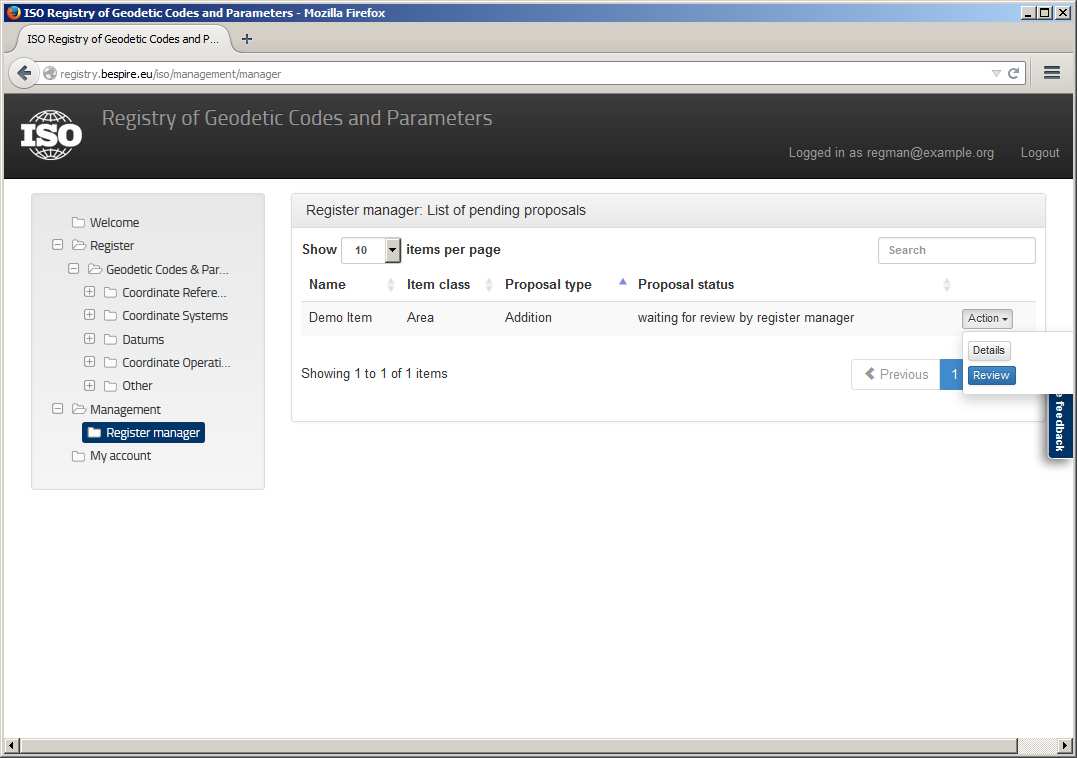 ISO Registry of Geodetic Codes and Parameters - Mozilla Firefox
ISO Registry of Geodetic Codes and P...
registry.bespire.eu/iso/management/manager
ISO
Registry of Geodetic Codes and Parameters
Logged in as regman@example.org Logout
Welcome
Register
Geodetic Codes & Par...
Coordinate Refere...
Coordinate Systems
Datums
Coordinate Operati...
Other
Management
Register manager
My account
Register manager: List of pending proposals
Show 10 items per page Search
Name Item class Proposal type Proposal status
Demo Item Area Addition waiting for review by register manager Action
Details
Review
Showing 1 to 1 of 1 items Previous 1
feedback